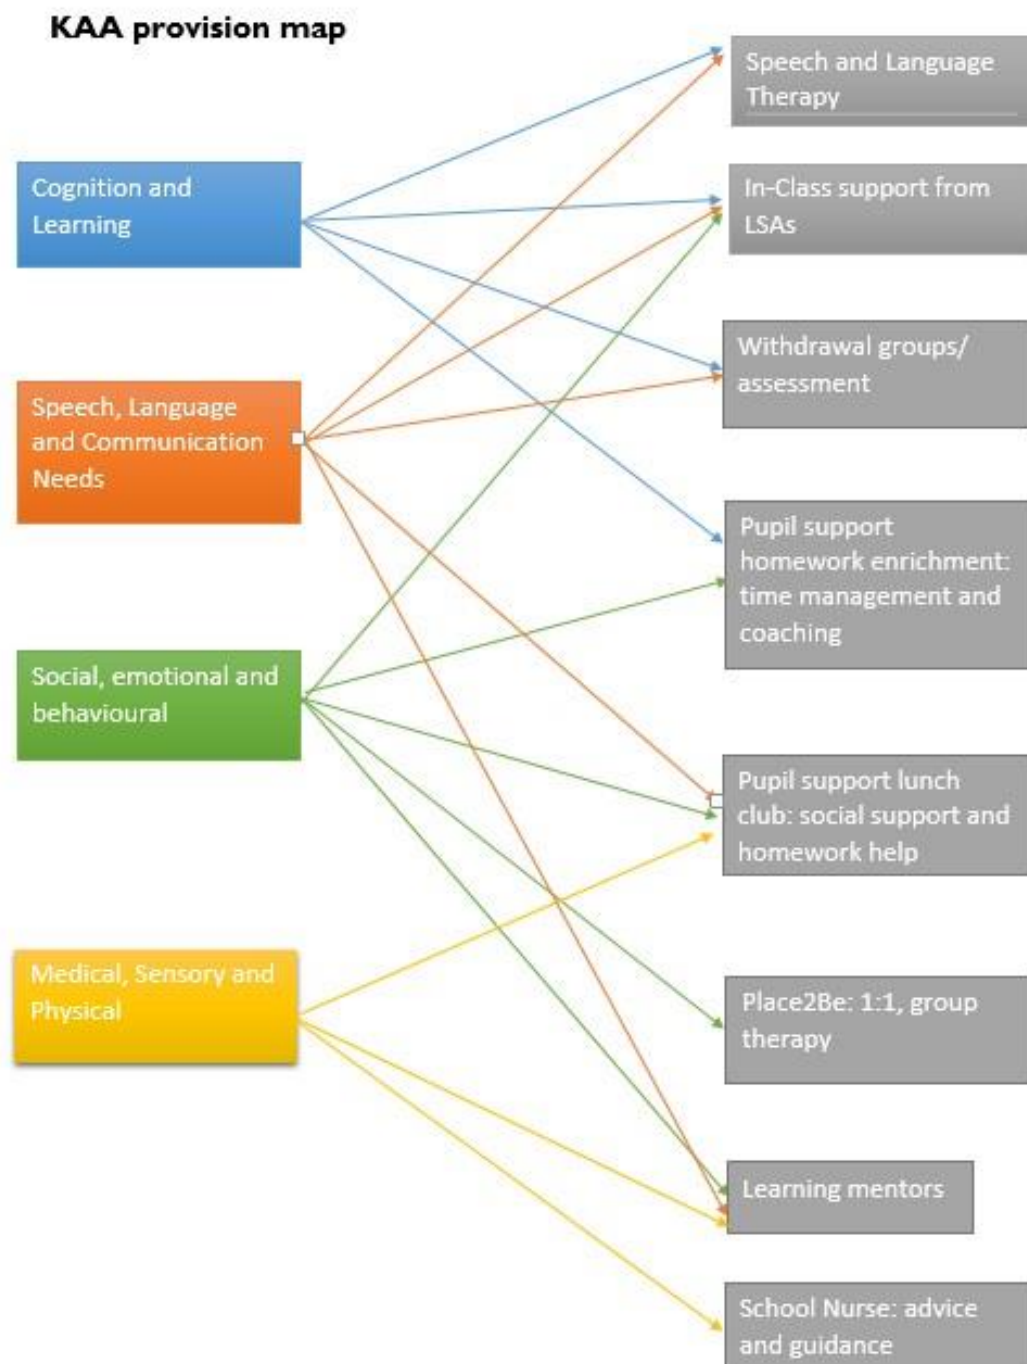 KAA provision map
Cognition and
Learning
Speech, Language
and Communication
Needs
Social, emotional and
behavioural
Medical, Sensory and
Physical
Speech and Language
Therapy
In-Class support from
LSAs
Withdrawal groups/
assessment
Pupil support
homework enrichment:
time management and
coaching
Pupil support lunch
club: social support and
homework help
Place2Be: 1:1, group
therapy
Learning mentors
School Nurse: advice
and guidance